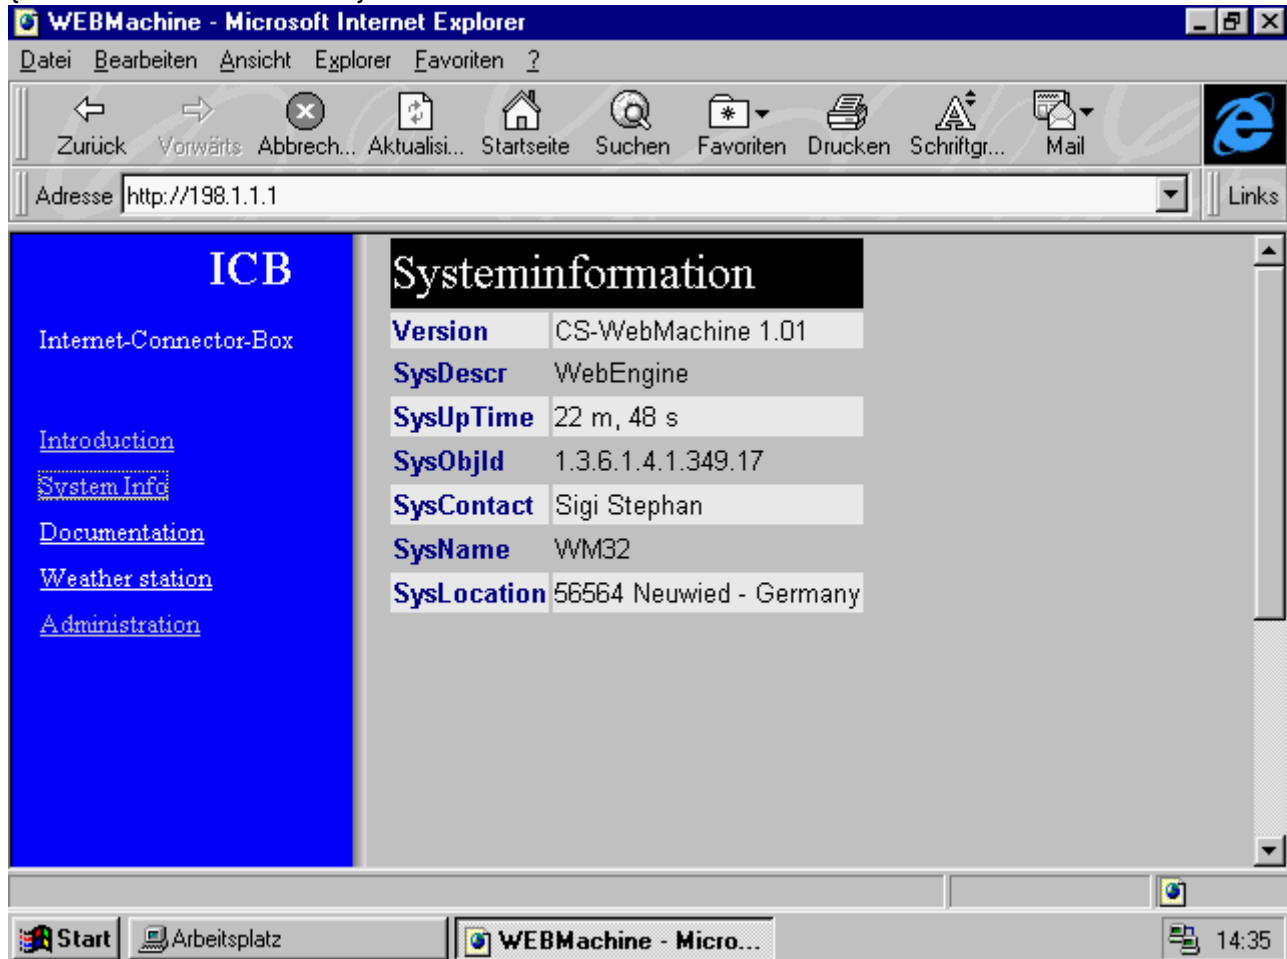 WEBMachine - Microsoft Internet Explorer
Datei Bearbeiten Ansicht Explorer Favoriten ?
Zurück Vorwärts Abbrech... Aktualisi... Startseite Suchen Favoriten Drucken Schriftgr... Mail
Adresse http://198.1.1.1 Links
ICB
Internet-Connector-Box
Introduction
System Info
Documentation
Weather station
Administration
Systeminformation
Version CS-WebMachine 1.01
SysDescr WebEngine
SysUpTime 22 m, 48 s
SysObjId 1.3.6.1.4.1.349.17
SysContact Sigi Stephan
SysName WM32
SysLocation 56564 Neuwied - Germany
Start Arbeitsplatz WEBMachine - Micro... 14:35